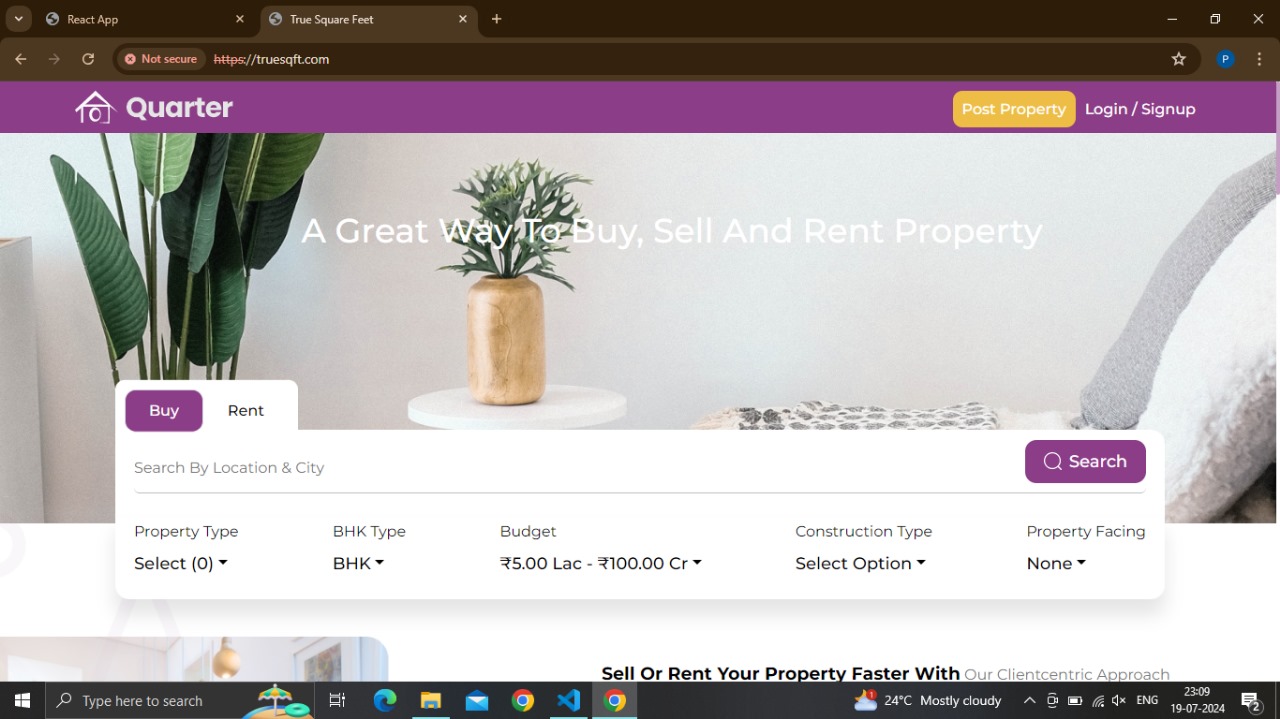 React App
True Square Feet
Not secure
https://truesqft.com
P
Quarter
Post Property
Login / Signup
A Great Way To Buy, Sell And Rent Property
Buy
Rent
Search By Location & City
Search
Property Type
BHK Type
Budget
Construction Type
Property Facing
Select (0)
BHK
₹5.00 Lac - ₹100.00 Cr
Select Option
None
Sell Or Rent Your Property Faster With Our Clientcentric Approach
Type here to search
1
24°C Mostly cloudy
ENG
23:09
19-07-2024
2